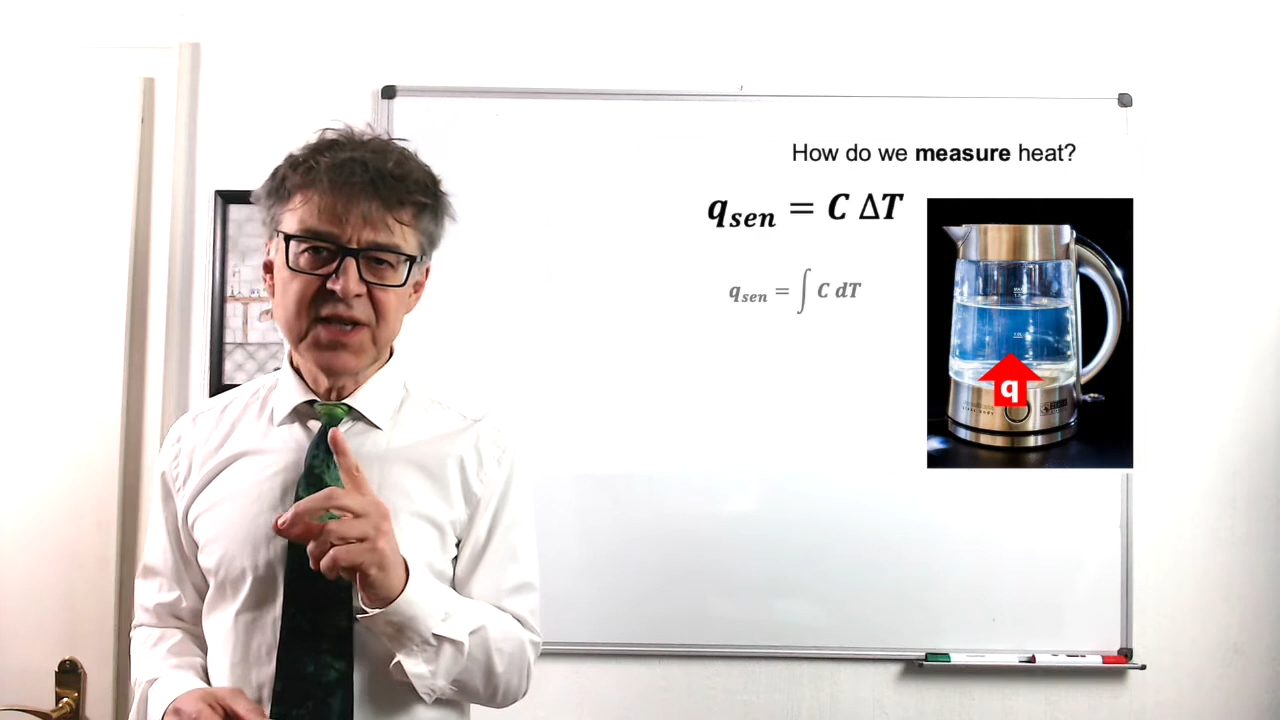 How do we measure heat?
q_sen = C ΔT
q_sen = ∫ C dT
q